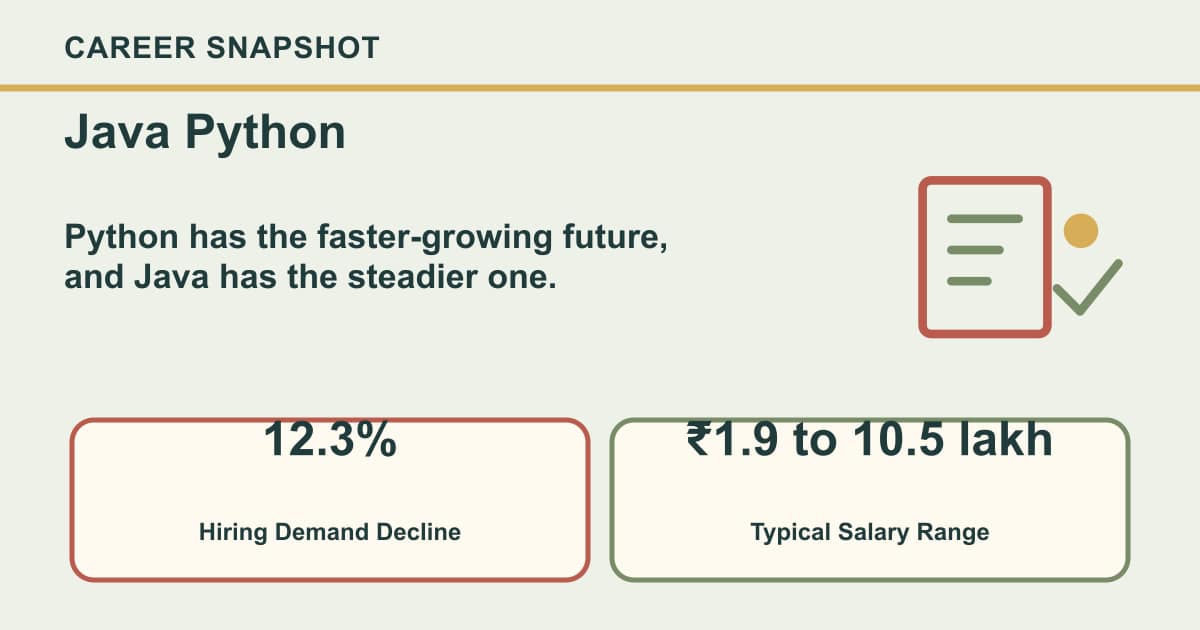 CAREER SNAPSHOT
Java Python
Python has the faster-growing future,
and Java has the steadier one.
12.3%
₹1.9 to 10.5 lakh
Hiring Demand Decline
Typical Salary Range